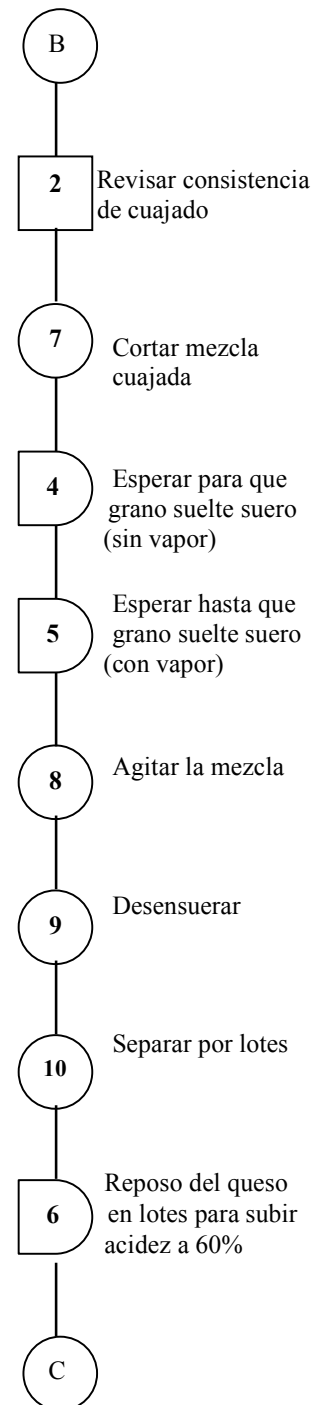 B
2
Revisar consistencia
de cuajado
7
Cortar mezcla
cuajada
4
Esperar para que
grano suelte suero
(sin vapor)
5
Esperar hasta que
grano suelte suero
(con vapor)
8
Agitar la mezcla
9
Desensuerar
10
Separar por lotes
6
Reposo del queso
en lotes para subir
acidez a 60%
C